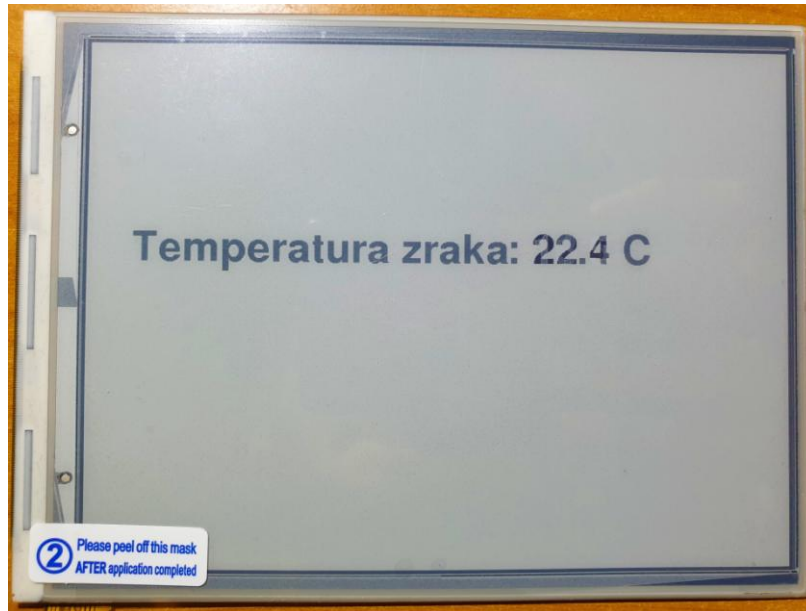 Temperatura zraka: 22.4 C
2
Please peel off this mask
AFTER application completed